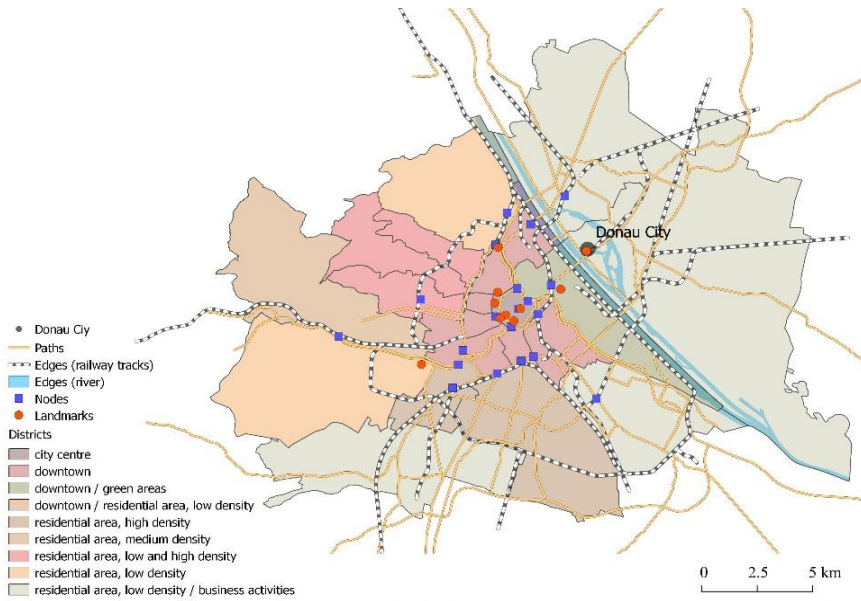 Donau City
Donau Ciy
Paths
Edges (railway tracks)
Edges (river)
Nodes
Landmarks
Districts
city centre
downtown
downtown / green areas
downtown / residential area, low density
residential area, high density
residential area, medium density
residential area, low and high density
residential area, low density
residential area, low density / business activities
0 2.5 5 km